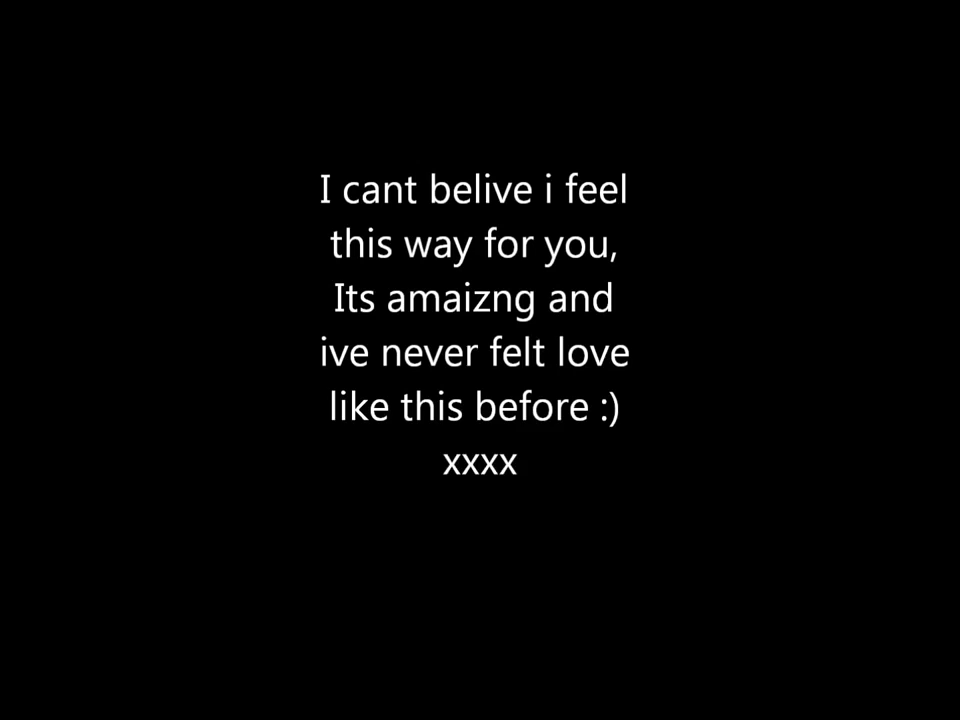 I cant belive i feel
this way for you,
Its amaizng and
ive never felt love
like this before :)
xxxx